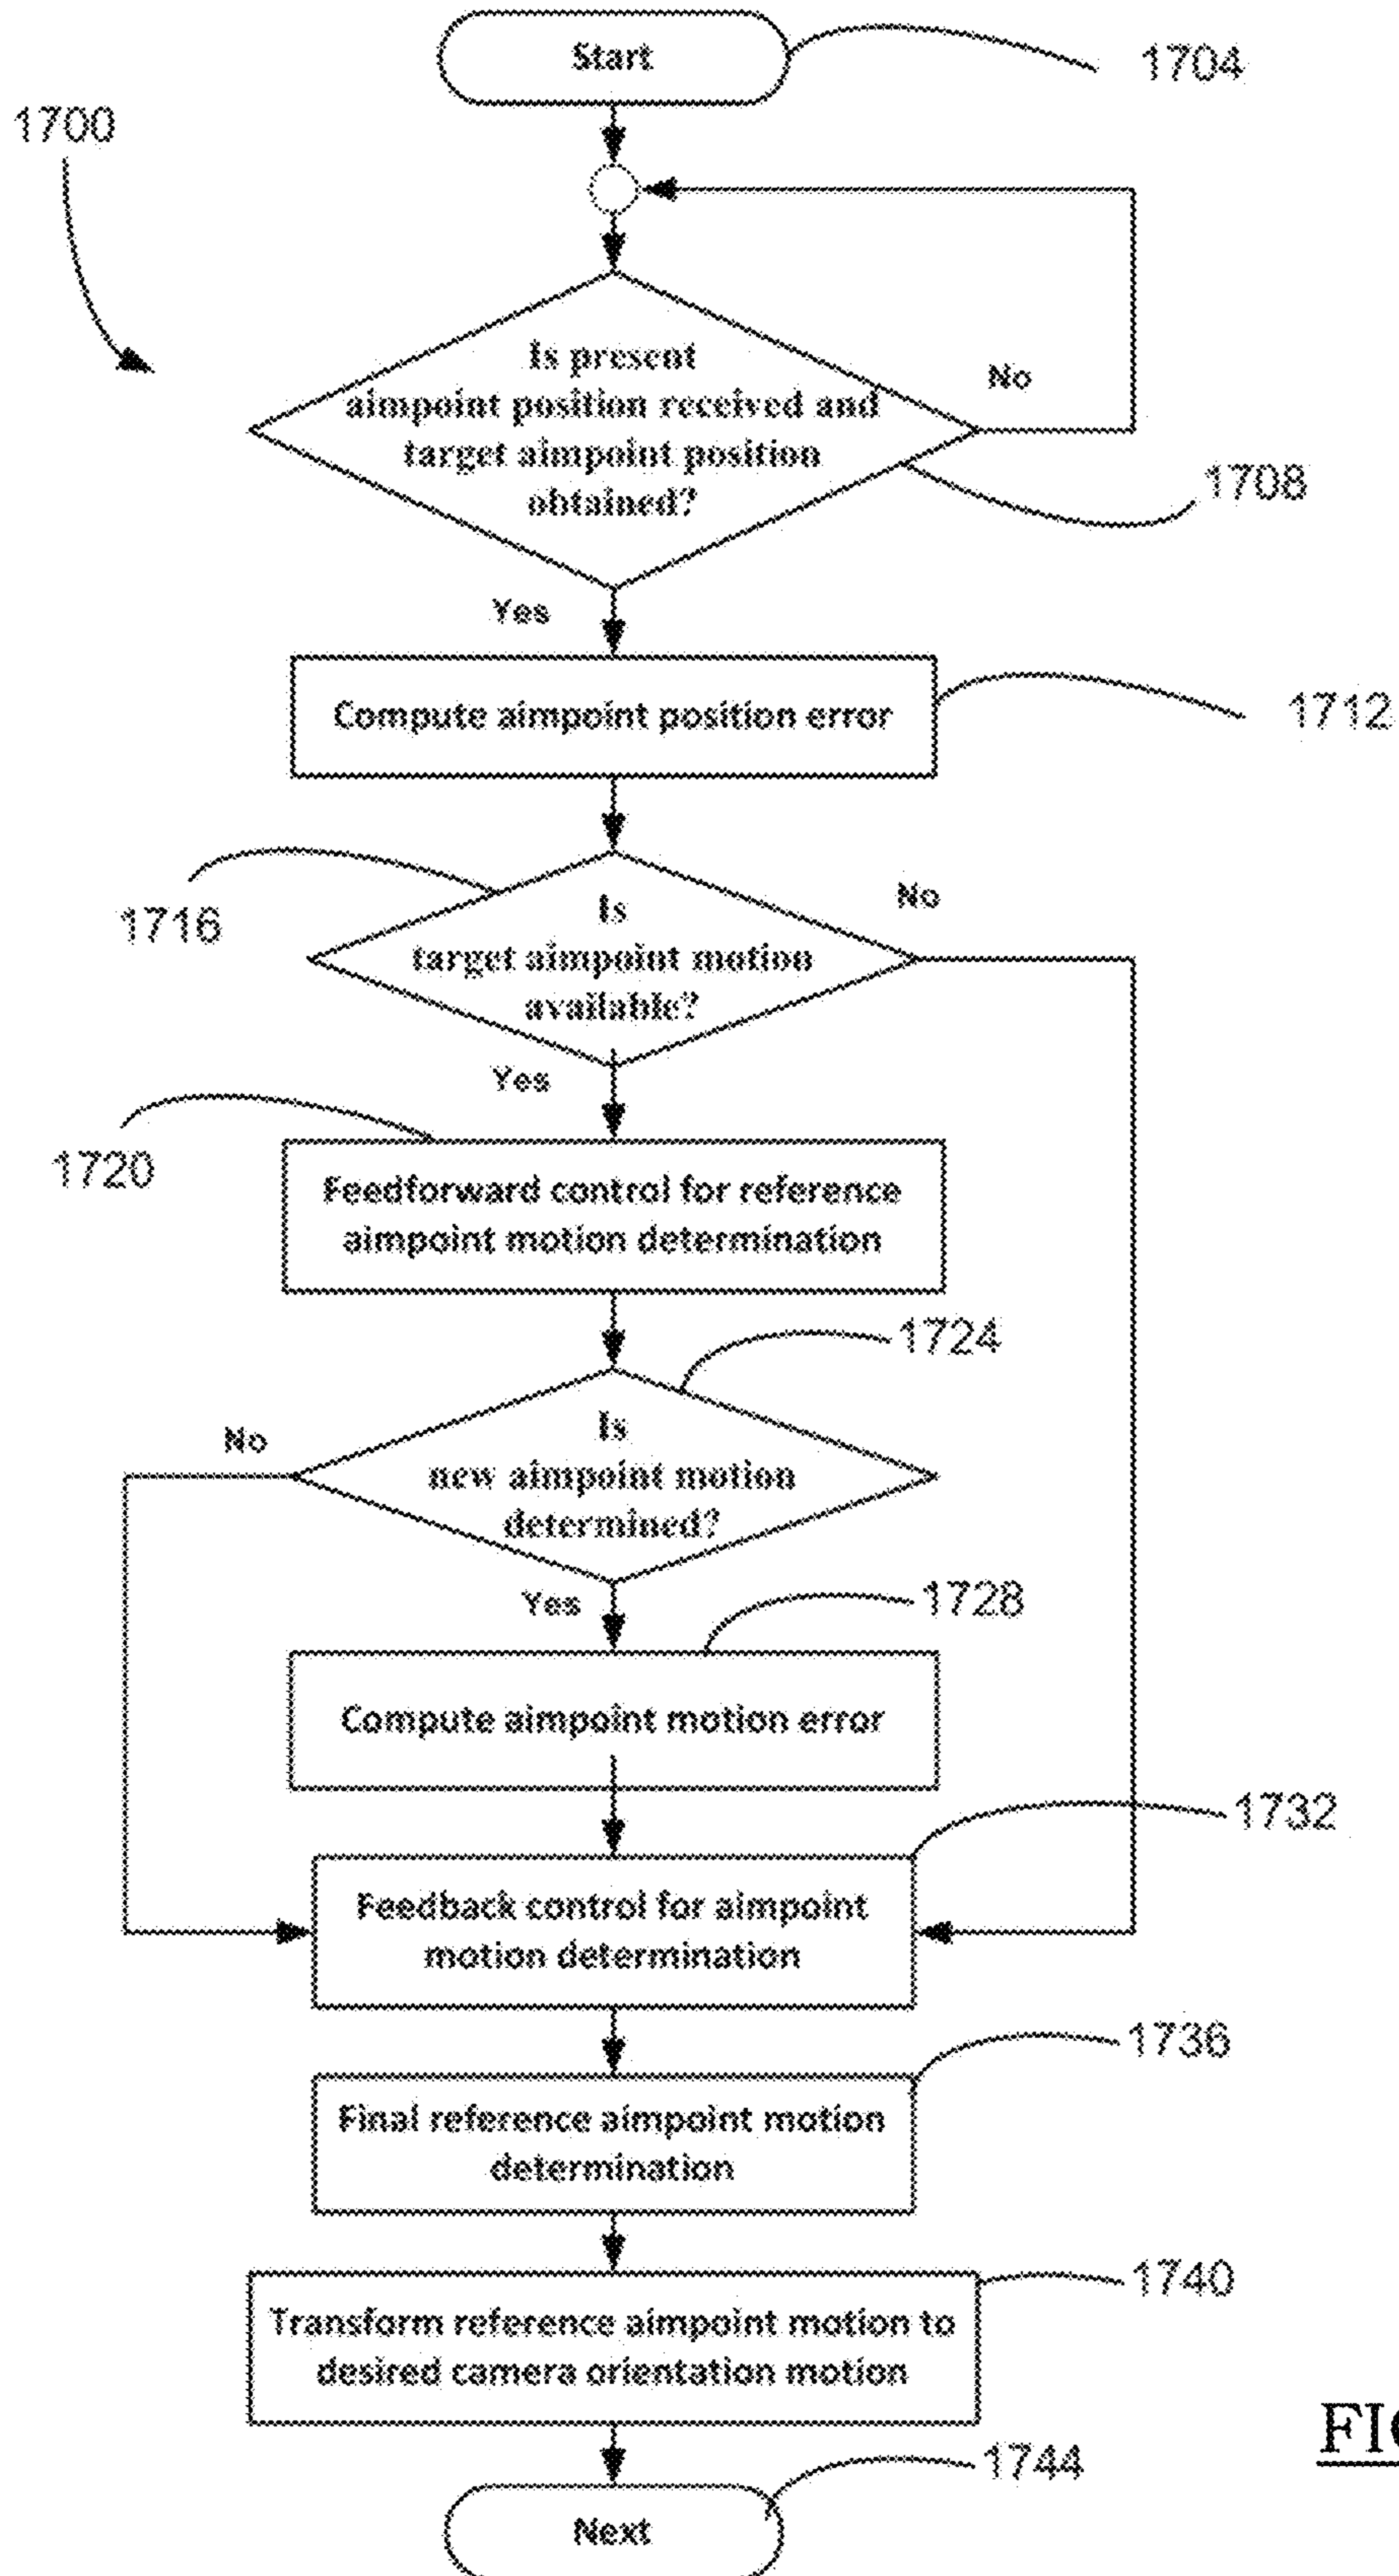 Start
1704
1700
Is present
aimpoint position received and
target aimpoint position
obtained?
No
1708
Yes
Compute aimpoint position error
1712
1716
Is
target aimpoint motion
available?
No
Yes
1720
Feedforward control for reference
aimpoint motion determination
1724
Is
new aimpoint motion
determined?
No
Yes
1728
Compute aimpoint motion error
1732
Feedback control for aimpoint
motion determination
1736
Final reference aimpoint motion
determination
1740
Transform reference aimpoint motion to
desired camera orientation motion
1744
Next